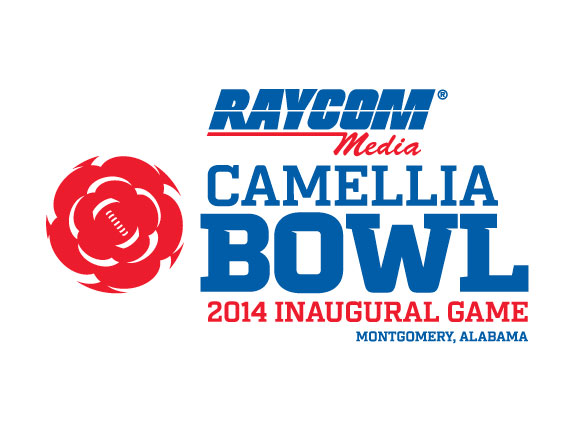 RAYCOM®
Media
CAMELLIA
BOWL
2014 INAUGURAL GAME
MONTGOMERY, ALABAMA